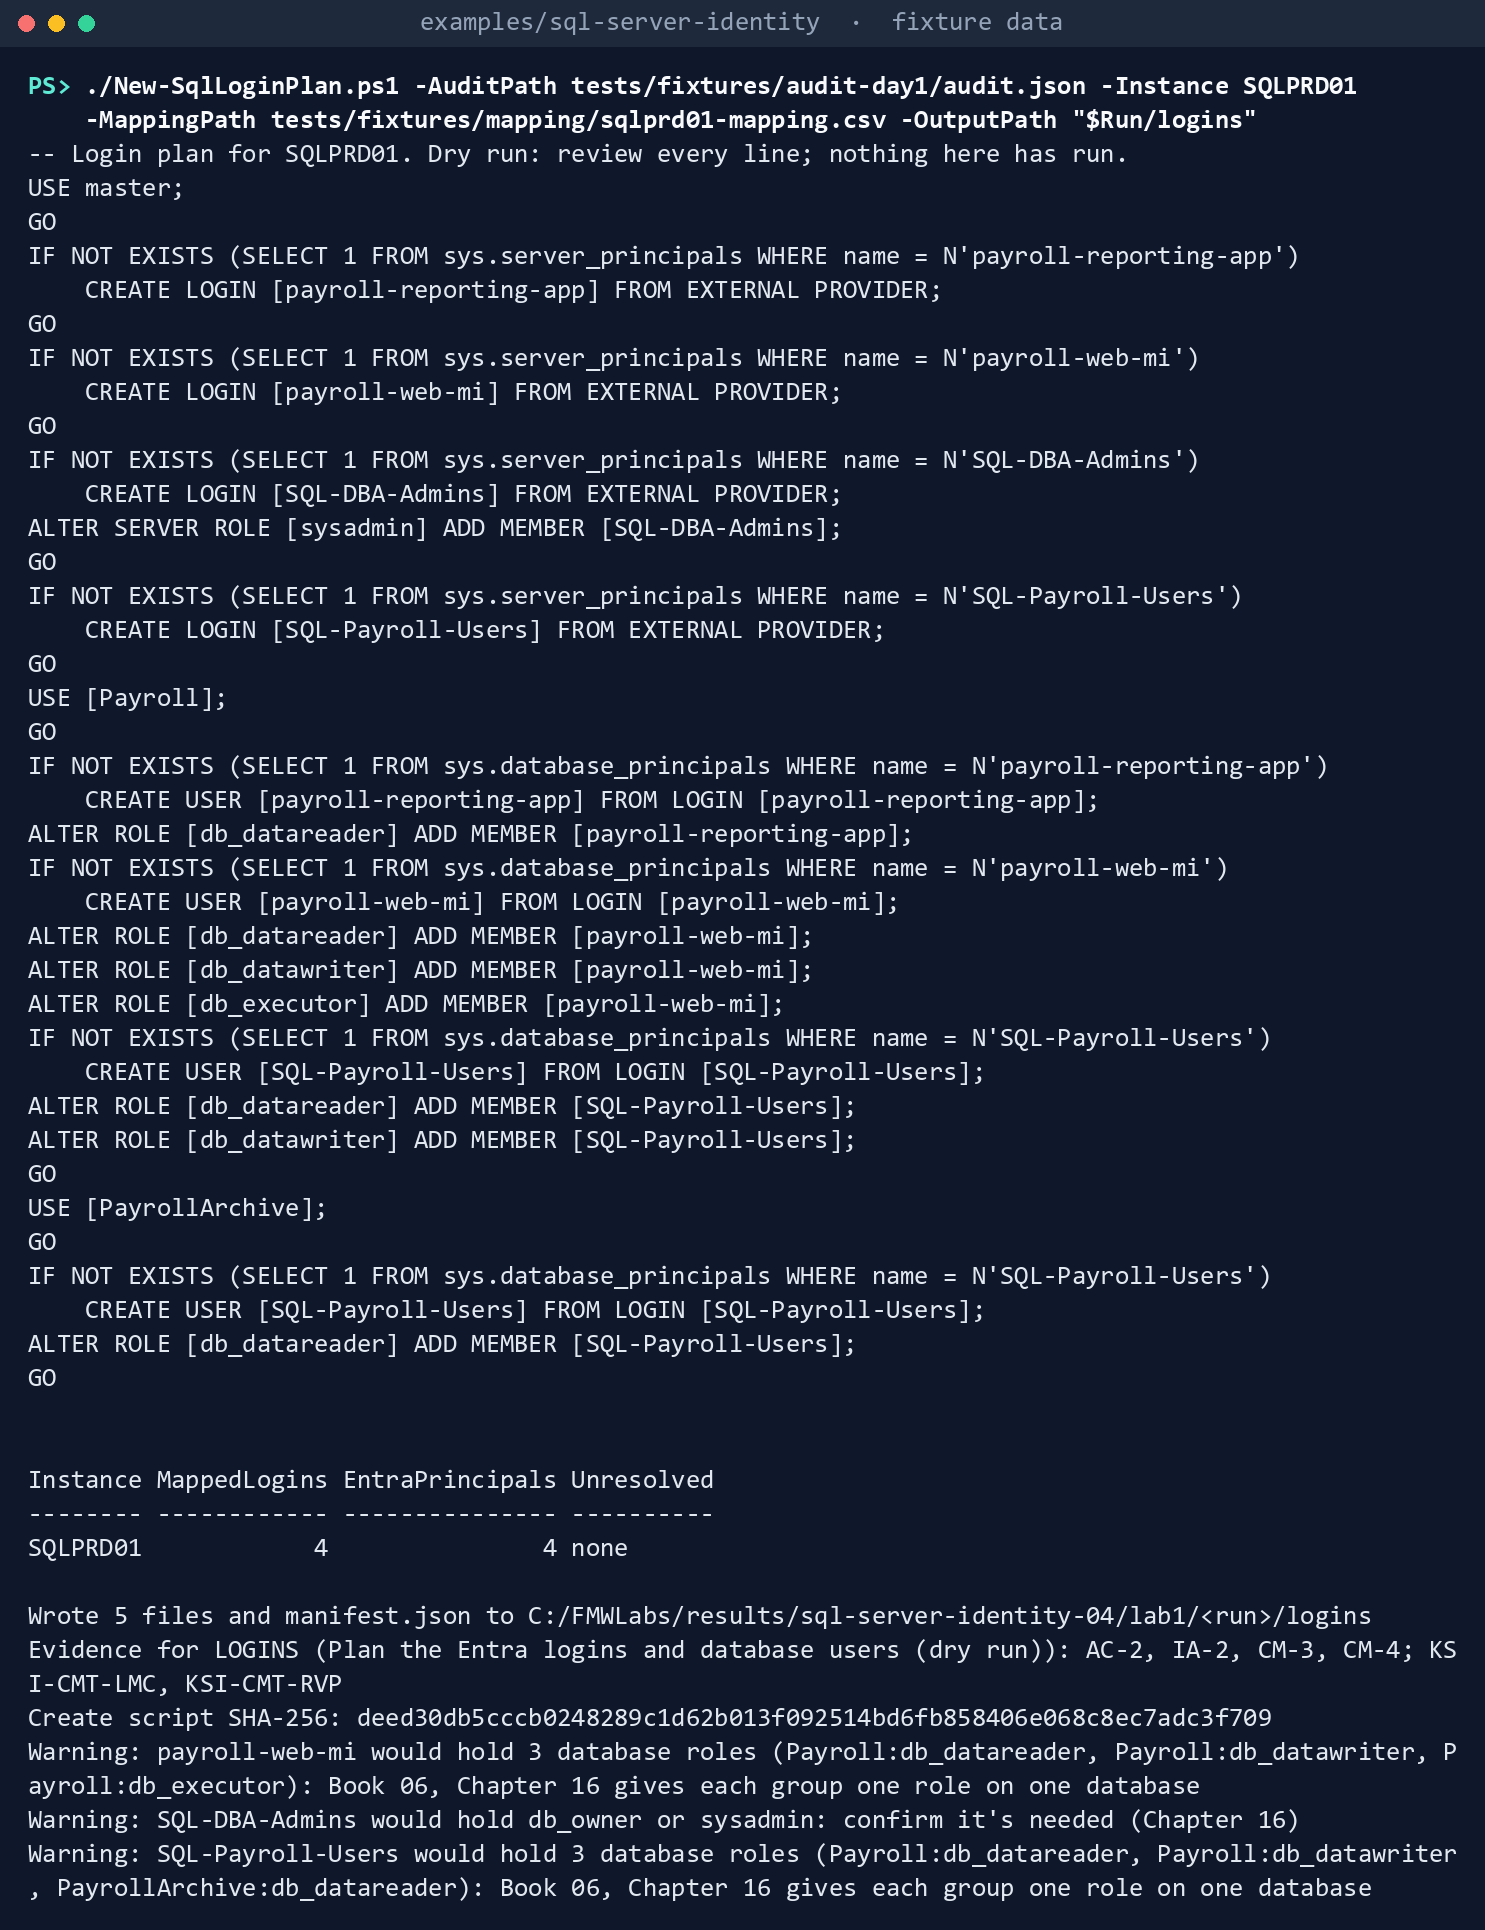 examples/sql-server-identity · fixture data
PS> ./New-SqlLoginPlan.ps1 -AuditPath tests/fixtures/audit-day1/audit.json -Instance SQLPRD01
    -MappingPath tests/fixtures/mapping/sqlprd01-mapping.csv -OutputPath "$Run/logins"
-- Login plan for SQLPRD01. Dry run: review every line; nothing here has run.
USE master;
GO
IF NOT EXISTS (SELECT 1 FROM sys.server_principals WHERE name = N'payroll-reporting-app')
    CREATE LOGIN [payroll-reporting-app] FROM EXTERNAL PROVIDER;
GO
IF NOT EXISTS (SELECT 1 FROM sys.server_principals WHERE name = N'payroll-web-mi')
    CREATE LOGIN [payroll-web-mi] FROM EXTERNAL PROVIDER;
GO
IF NOT EXISTS (SELECT 1 FROM sys.server_principals WHERE name = N'SQL-DBA-Admins')
    CREATE LOGIN [SQL-DBA-Admins] FROM EXTERNAL PROVIDER;
ALTER SERVER ROLE [sysadmin] ADD MEMBER [SQL-DBA-Admins];
GO
IF NOT EXISTS (SELECT 1 FROM sys.server_principals WHERE name = N'SQL-Payroll-Users')
    CREATE LOGIN [SQL-Payroll-Users] FROM EXTERNAL PROVIDER;
GO
USE [Payroll];
GO
IF NOT EXISTS (SELECT 1 FROM sys.database_principals WHERE name = N'payroll-reporting-app')
    CREATE USER [payroll-reporting-app] FROM LOGIN [payroll-reporting-app];
ALTER ROLE [db_datareader] ADD MEMBER [payroll-reporting-app];
IF NOT EXISTS (SELECT 1 FROM sys.database_principals WHERE name = N'payroll-web-mi')
    CREATE USER [payroll-web-mi] FROM LOGIN [payroll-web-mi];
ALTER ROLE [db_datareader] ADD MEMBER [payroll-web-mi];
ALTER ROLE [db_datawriter] ADD MEMBER [payroll-web-mi];
ALTER ROLE [db_executor] ADD MEMBER [payroll-web-mi];
IF NOT EXISTS (SELECT 1 FROM sys.database_principals WHERE name = N'SQL-Payroll-Users')
    CREATE USER [SQL-Payroll-Users] FROM LOGIN [SQL-Payroll-Users];
ALTER ROLE [db_datareader] ADD MEMBER [SQL-Payroll-Users];
ALTER ROLE [db_datawriter] ADD MEMBER [SQL-Payroll-Users];
GO
USE [PayrollArchive];
GO
IF NOT EXISTS (SELECT 1 FROM sys.database_principals WHERE name = N'SQL-Payroll-Users')
    CREATE USER [SQL-Payroll-Users] FROM LOGIN [SQL-Payroll-Users];
ALTER ROLE [db_datareader] ADD MEMBER [SQL-Payroll-Users];
GO
Instance MappedLogins EntraPrincipals Unresolved
-------- ------------ --------------- ----------
SQLPRD01            4               4 none
Wrote 5 files and manifest.json to C:/FMWLabs/results/sql-server-identity-04/lab1/<run>/logins
Evidence for LOGINS (Plan the Entra logins and database users (dry run)): AC-2, IA-2, CM-3, CM-4; KS
I-CMT-LMC, KSI-CMT-RVP
Create script SHA-256: deed30db5cccb0248289c1d62b013f092514bd6fb858406e068c8ec7adc3f709
Warning: payroll-web-mi would hold 3 database roles (Payroll:db_datareader, Payroll:db_datawriter, P
ayroll:db_executor): Book 06, Chapter 16 gives each group one role on one database
Warning: SQL-DBA-Admins would hold db_owner or sysadmin: confirm it's needed (Chapter 16)
Warning: SQL-Payroll-Users would hold 3 database roles (Payroll:db_datareader, Payroll:db_datawriter
, PayrollArchive:db_datareader): Book 06, Chapter 16 gives each group one role on one database